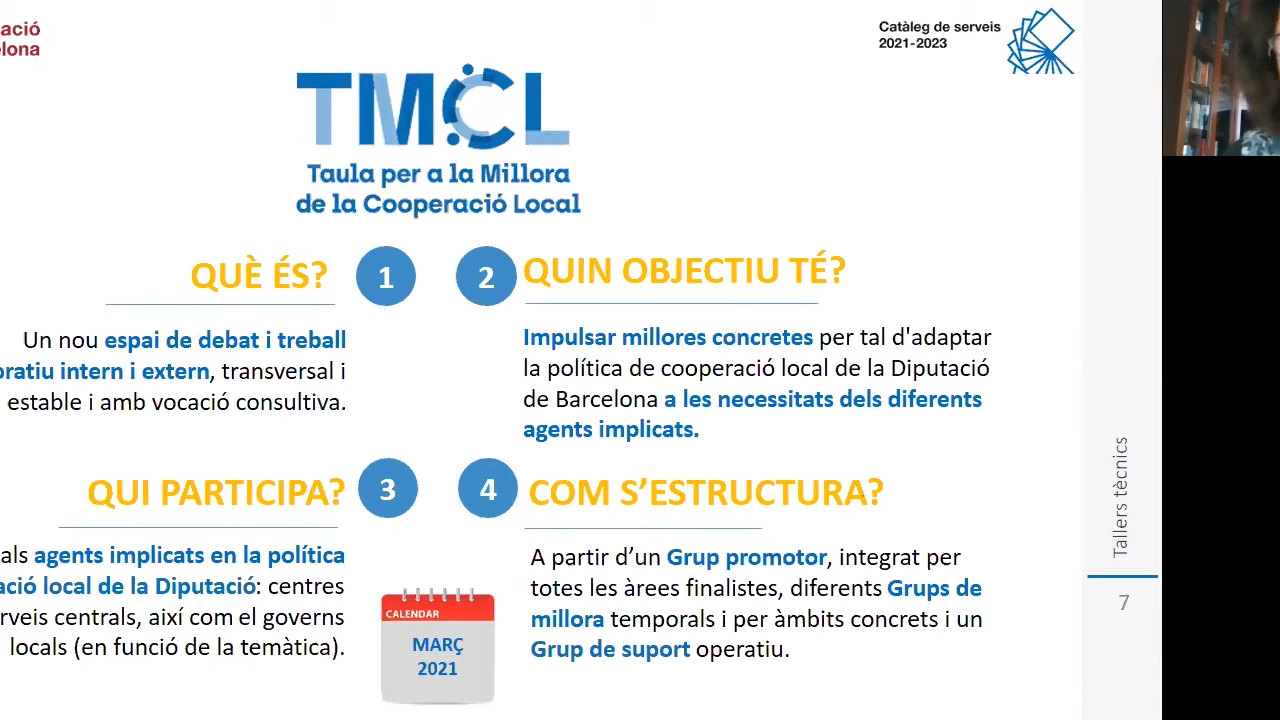 ació
elona
Catàleg de serveis
2021-2023
TMCL
Taula per a la Millora
de la Cooperació Local
QUÈ ÉS?
1
Un nou espai de debat i treball
oratiu intern i extern, transversal i
estable i amb vocació consultiva.
2
QUIN OBJECTIU TÉ?
Impulsar millores concretes per tal d'adaptar
la política de cooperació local de la Diputació
de Barcelona a les necessitats dels diferents
agents implicats.
QUI PARTICIPA?
3
als agents implicats en la política
ació local de la Diputació: centres
rveis centrals, així com el governs
locals (en funció de la temàtica).
CALENDAR
MARÇ
2021
4
COM S’ESTRUCTURA?
A partir d’un Grup promotor, integrat per
totes les àrees finalistes, diferents Grups de
millora temporals i per àmbits concrets i un
Grup de suport operatiu.
Tallers tècnics
7